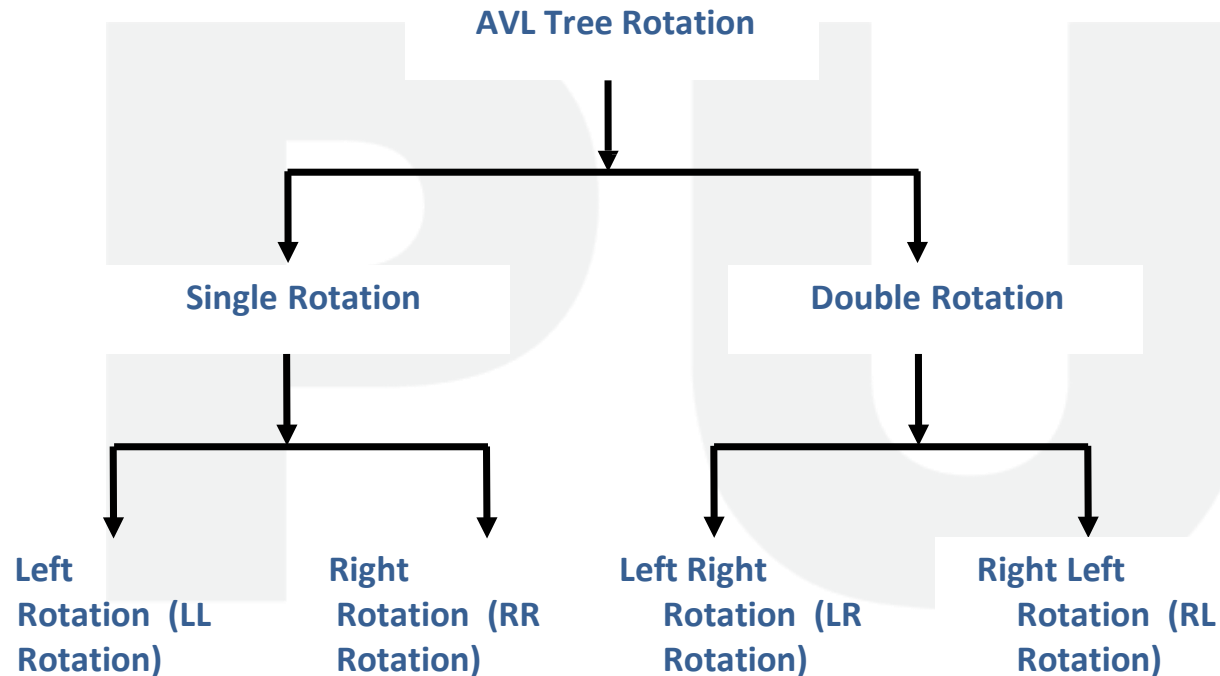 AVL Tree Rotation
Single Rotation
Double Rotation
Left
Rotation (LL
Rotation)
Right
Rotation (RR
Rotation)
Left Right
Rotation (LR
Rotation)
Right Left
Rotation (RL
Rotation)